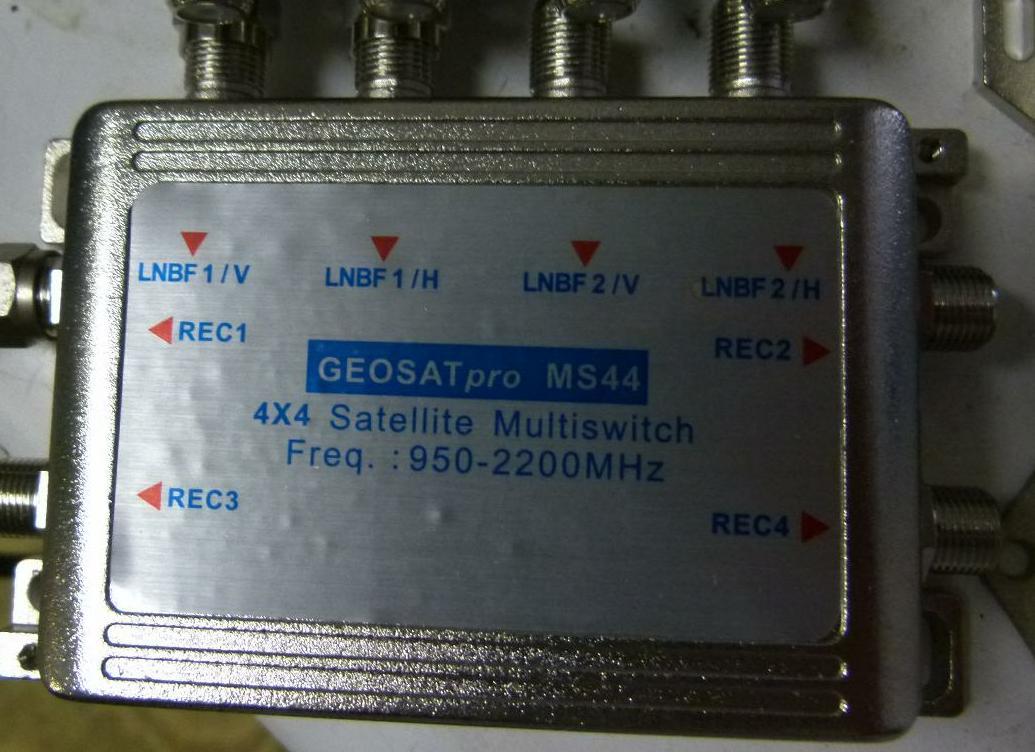 LNBF 1/V LNBF 1/H LNBF 2/V LNBF 2/H
REC1 REC2
GEOSATpro MS44
4X4 Satellite Multiswitch
Freq. : 950-2200MHz
REC3 REC4